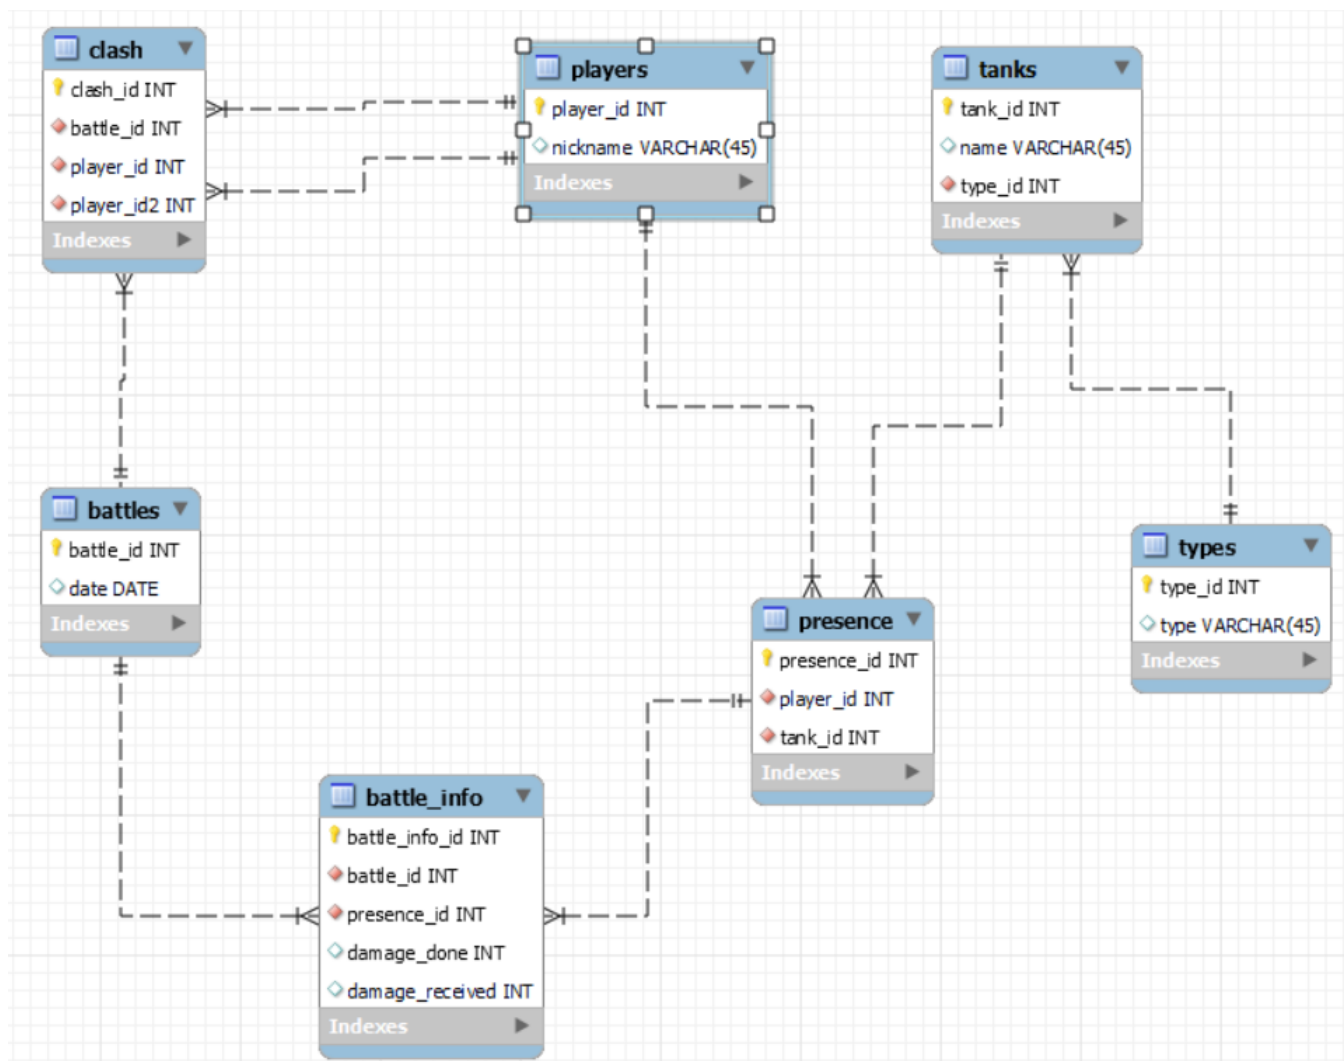 clash
clash_id INT
battle_id INT
player_id INT
player_id2 INT
Indexes
players
player_id INT
nickname VARCHAR(45)
Indexes
tanks
tank_id INT
name VARCHAR(45)
type_id INT
Indexes
battles
battle_id INT
date DATE
Indexes
types
type_id INT
type VARCHAR(45)
Indexes
presence
presence_id INT
player_id INT
tank_id INT
Indexes
battle_info
battle_info_id INT
battle_id INT
presence_id INT
damage_done INT
damage_received INT
Indexes